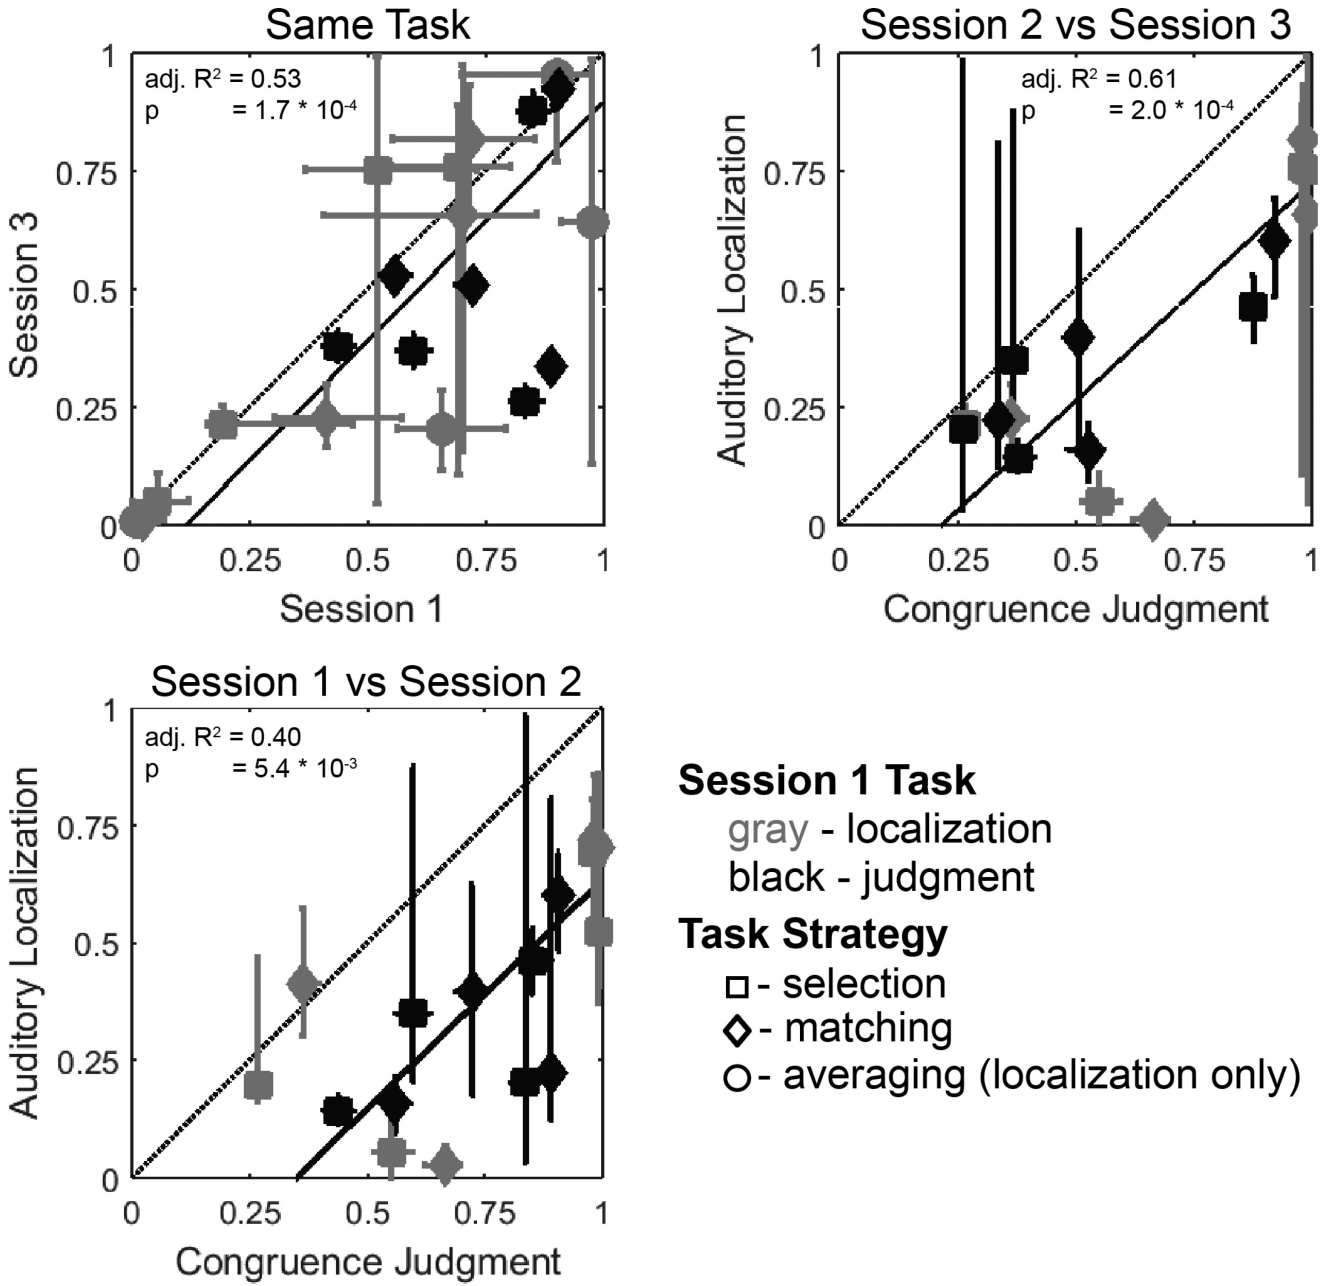 Same Task
adj. R² = 0.53
p = 1.7 * 10⁻⁴
1
0.75
0.5
0.25
0
Session 3
0 0.25 0.5 0.75 1
Session 1
Session 2 vs Session 3
adj. R² = 0.61
p = 2.0 * 10⁻⁴
1
0.75
0.5
0.25
0
Auditory Localization
0 0.25 0.5 0.75 1
Congruence Judgment
Session 1 vs Session 2
adj. R² = 0.40
p = 5.4 * 10⁻³
1
0.75
0.5
0.25
0
Auditory Localization
0 0.25 0.5 0.75 1
Congruence Judgment
Session 1 Task
gray - localization
black - judgment
Task Strategy
- selection
- matching
- averaging (localization only)